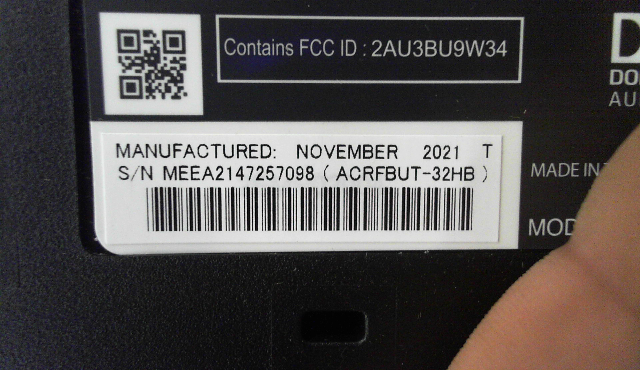 Contains FCC ID : 2AU3BU9W34
MANUFACTURED: NOVEMBER 2021 T
S/N MEEA2147257098 ( ACRFBUT-32HB )
MADE IN